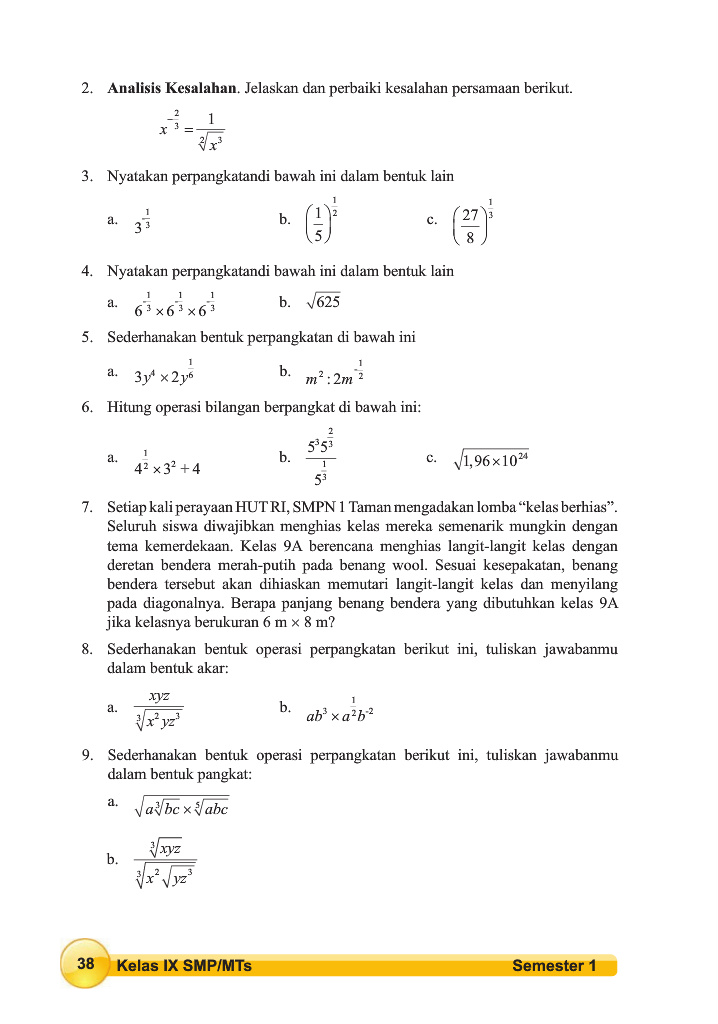 2. Analisis Kesalahan. Jelaskan dan perbaiki kesalahan persamaan berikut.
x^{-\frac{2}{3}} = \frac{1}{\sqrt[2]{x^3}}
3. Nyatakan perpangkatandi bawah ini dalam bentuk lain
a. 3^{\frac{1}{3}} b. \left(\frac{1}{5}\right)^{\frac{1}{2}} c. \left(\frac{27}{8}\right)^{\frac{1}{3}}
4. Nyatakan perpangkatandi bawah ini dalam bentuk lain
a. 6^{-\frac{1}{3}} × 6^{-\frac{1}{3}} × 6^{-\frac{1}{3}} b. \sqrt{625}
5. Sederhanakan bentuk perpangkatan di bawah ini
a. 3y^4 × 2y^{\frac{1}{6}} b. m^2 : 2m^{-\frac{1}{2}}
6. Hitung operasi bilangan berpangkat di bawah ini:
a. 4^{\frac{1}{2}} × 3^2 + 4 b. \frac{5^3 5^{\frac{2}{3}}}{5^{\frac{1}{3}}} c. \sqrt{1,96×10^{24}}
7. Setiap kali perayaan HUT RI, SMPN 1 Taman mengadakan lomba “kelas berhias”.
Seluruh siswa diwajibkan menghias kelas mereka semenarik mungkin dengan
tema kemerdekaan. Kelas 9A berencana menghias langit-langit kelas dengan
deretan bendera merah-putih pada benang wool. Sesuai kesepakatan, benang
bendera tersebut akan dihiaskan memutari langit-langit kelas dan menyilang
pada diagonalnya. Berapa panjang benang bendera yang dibutuhkan kelas 9A
jika kelasnya berukuran 6 m × 8 m?
8. Sederhanakan bentuk operasi perpangkatan berikut ini, tuliskan jawabanmu
dalam bentuk akar:
a. \frac{xyz}{\sqrt[3]{x^2yz^3}} b. ab^3 × a^{\frac{1}{2}}b^{-2}
9. Sederhanakan bentuk operasi perpangkatan berikut ini, tuliskan jawabanmu
dalam bentuk pangkat:
a. \sqrt{a\sqrt[3]{bc} × \sqrt[5]{abc}}
b. \frac{\sqrt[3]{xyz}}{\sqrt[3]{x^2\sqrt{yz^3}}}
38 Kelas IX SMP/MTs Semester 1